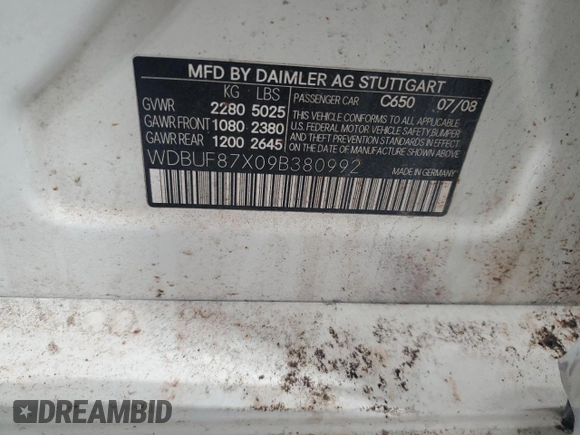 MFD BY DAIMLER AG STUTTGART
KG LBS PASSENGER CAR C650 07/08
GVWR 2280 5025
GAWR FRONT 1080 2380
GAWR REAR 1200 2645
THIS VEHICLE CONFORMS TO ALL APPLICABLE
U.S. FEDERAL MOTOR VEHICLE SAFETY, BUMPER
AND THEFT PREVENTION STANDARDS IN EFFECT
ON THE DATE OF MANUFACTURE SHOWN ABOVE.
WDBUF87X09B380992
MADE IN GERMANY
DREAMBID